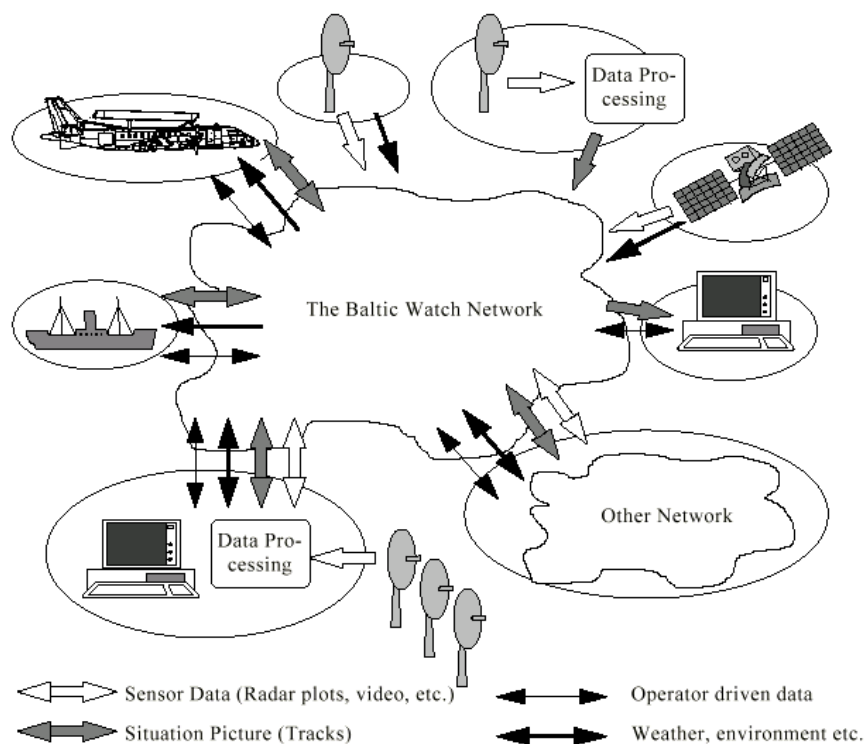 Data Pro-
cessing
The Baltic Watch Network
Other Network
Data Pro-
cessing
Sensor Data (Radar plots, video, etc.)
Operator driven data
Situation Picture (Tracks)
Weather, environment etc.